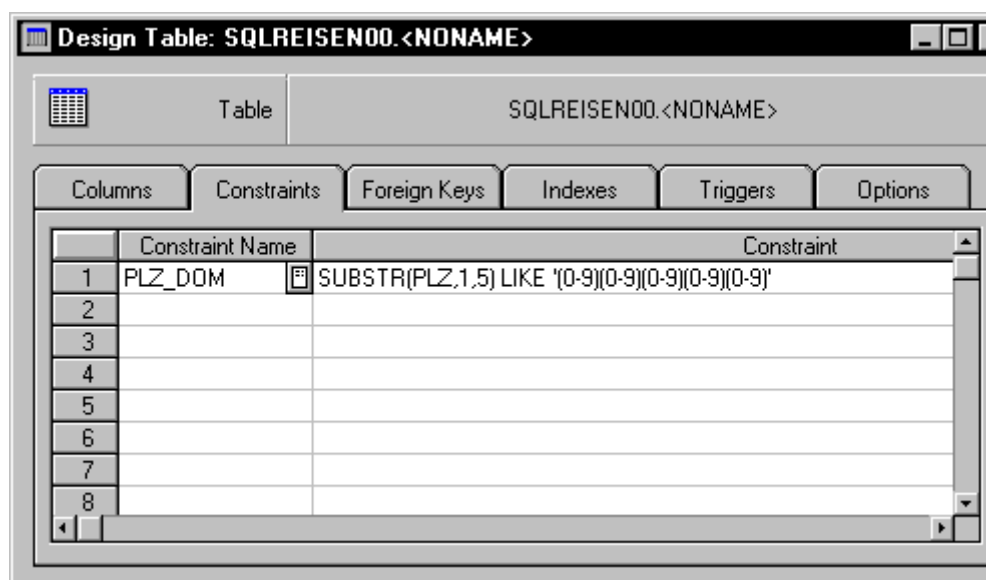 Design Table: SQLREISEN00.<NONAME>
Table SQLREISEN00.<NONAME>
Columns Constraints Foreign Keys Indexes Triggers Options
Constraint Name Constraint
1 PLZ_DOM SUBSTR(PLZ,1,5) LIKE '(0-9)(0-9)(0-9)(0-9)(0-9)'
2
3
4
5
6
7
8